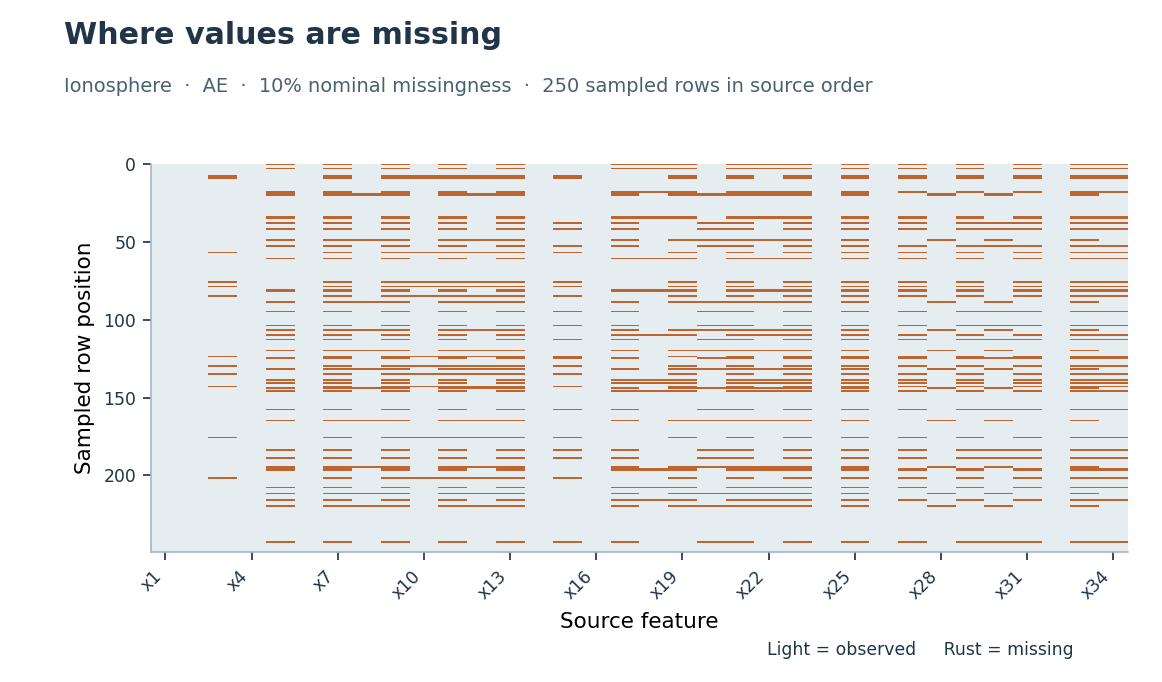 Where values are missing
Ionosphere · AE · 10% nominal missingness · 250 sampled rows in source order
0
50
100
150
200
Sampled row position
x1 x4 x7 x10 x13 x16 x19 x22 x25 x28 x31 x34
Source feature
Light = observed Rust = missing